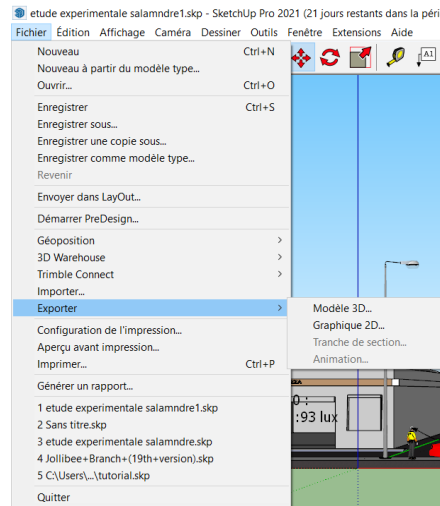 etude experimentale salamndre1.skp - SketchUp Pro 2021 (21 jours restants dans la péri
Fichier Édition Affichage Caméra Dessiner Outils Fenêtre Extensions Aide
Nouveau Ctrl+N
Nouveau à partir du modèle type...
Ouvrir... Ctrl+O
A1
Enregistrer Ctrl+S
Enregistrer sous...
Enregistrer une copie sous...
Enregistrer comme modèle type...
Revenir
Envoyer dans LayOut...
Démarrer PreDesign...
Géoposition
3D Warehouse
Trimble Connect
Importer...
Exporter
Modèle 3D...
Graphique 2D...
Tranche de section...
Animation...
Configuration de l'impression...
Aperçu avant impression...
Imprimer... Ctrl+P
Générer un rapport...
1 etude experimentale salamndre1.skp
2 Sans titre.skp
3 etude experimentale salamndre.skp
4 Jollibee+Branch+(19th+version).skp
5 C:\Users\...\tutorial.skp
Quitter
0 :
:93 lux